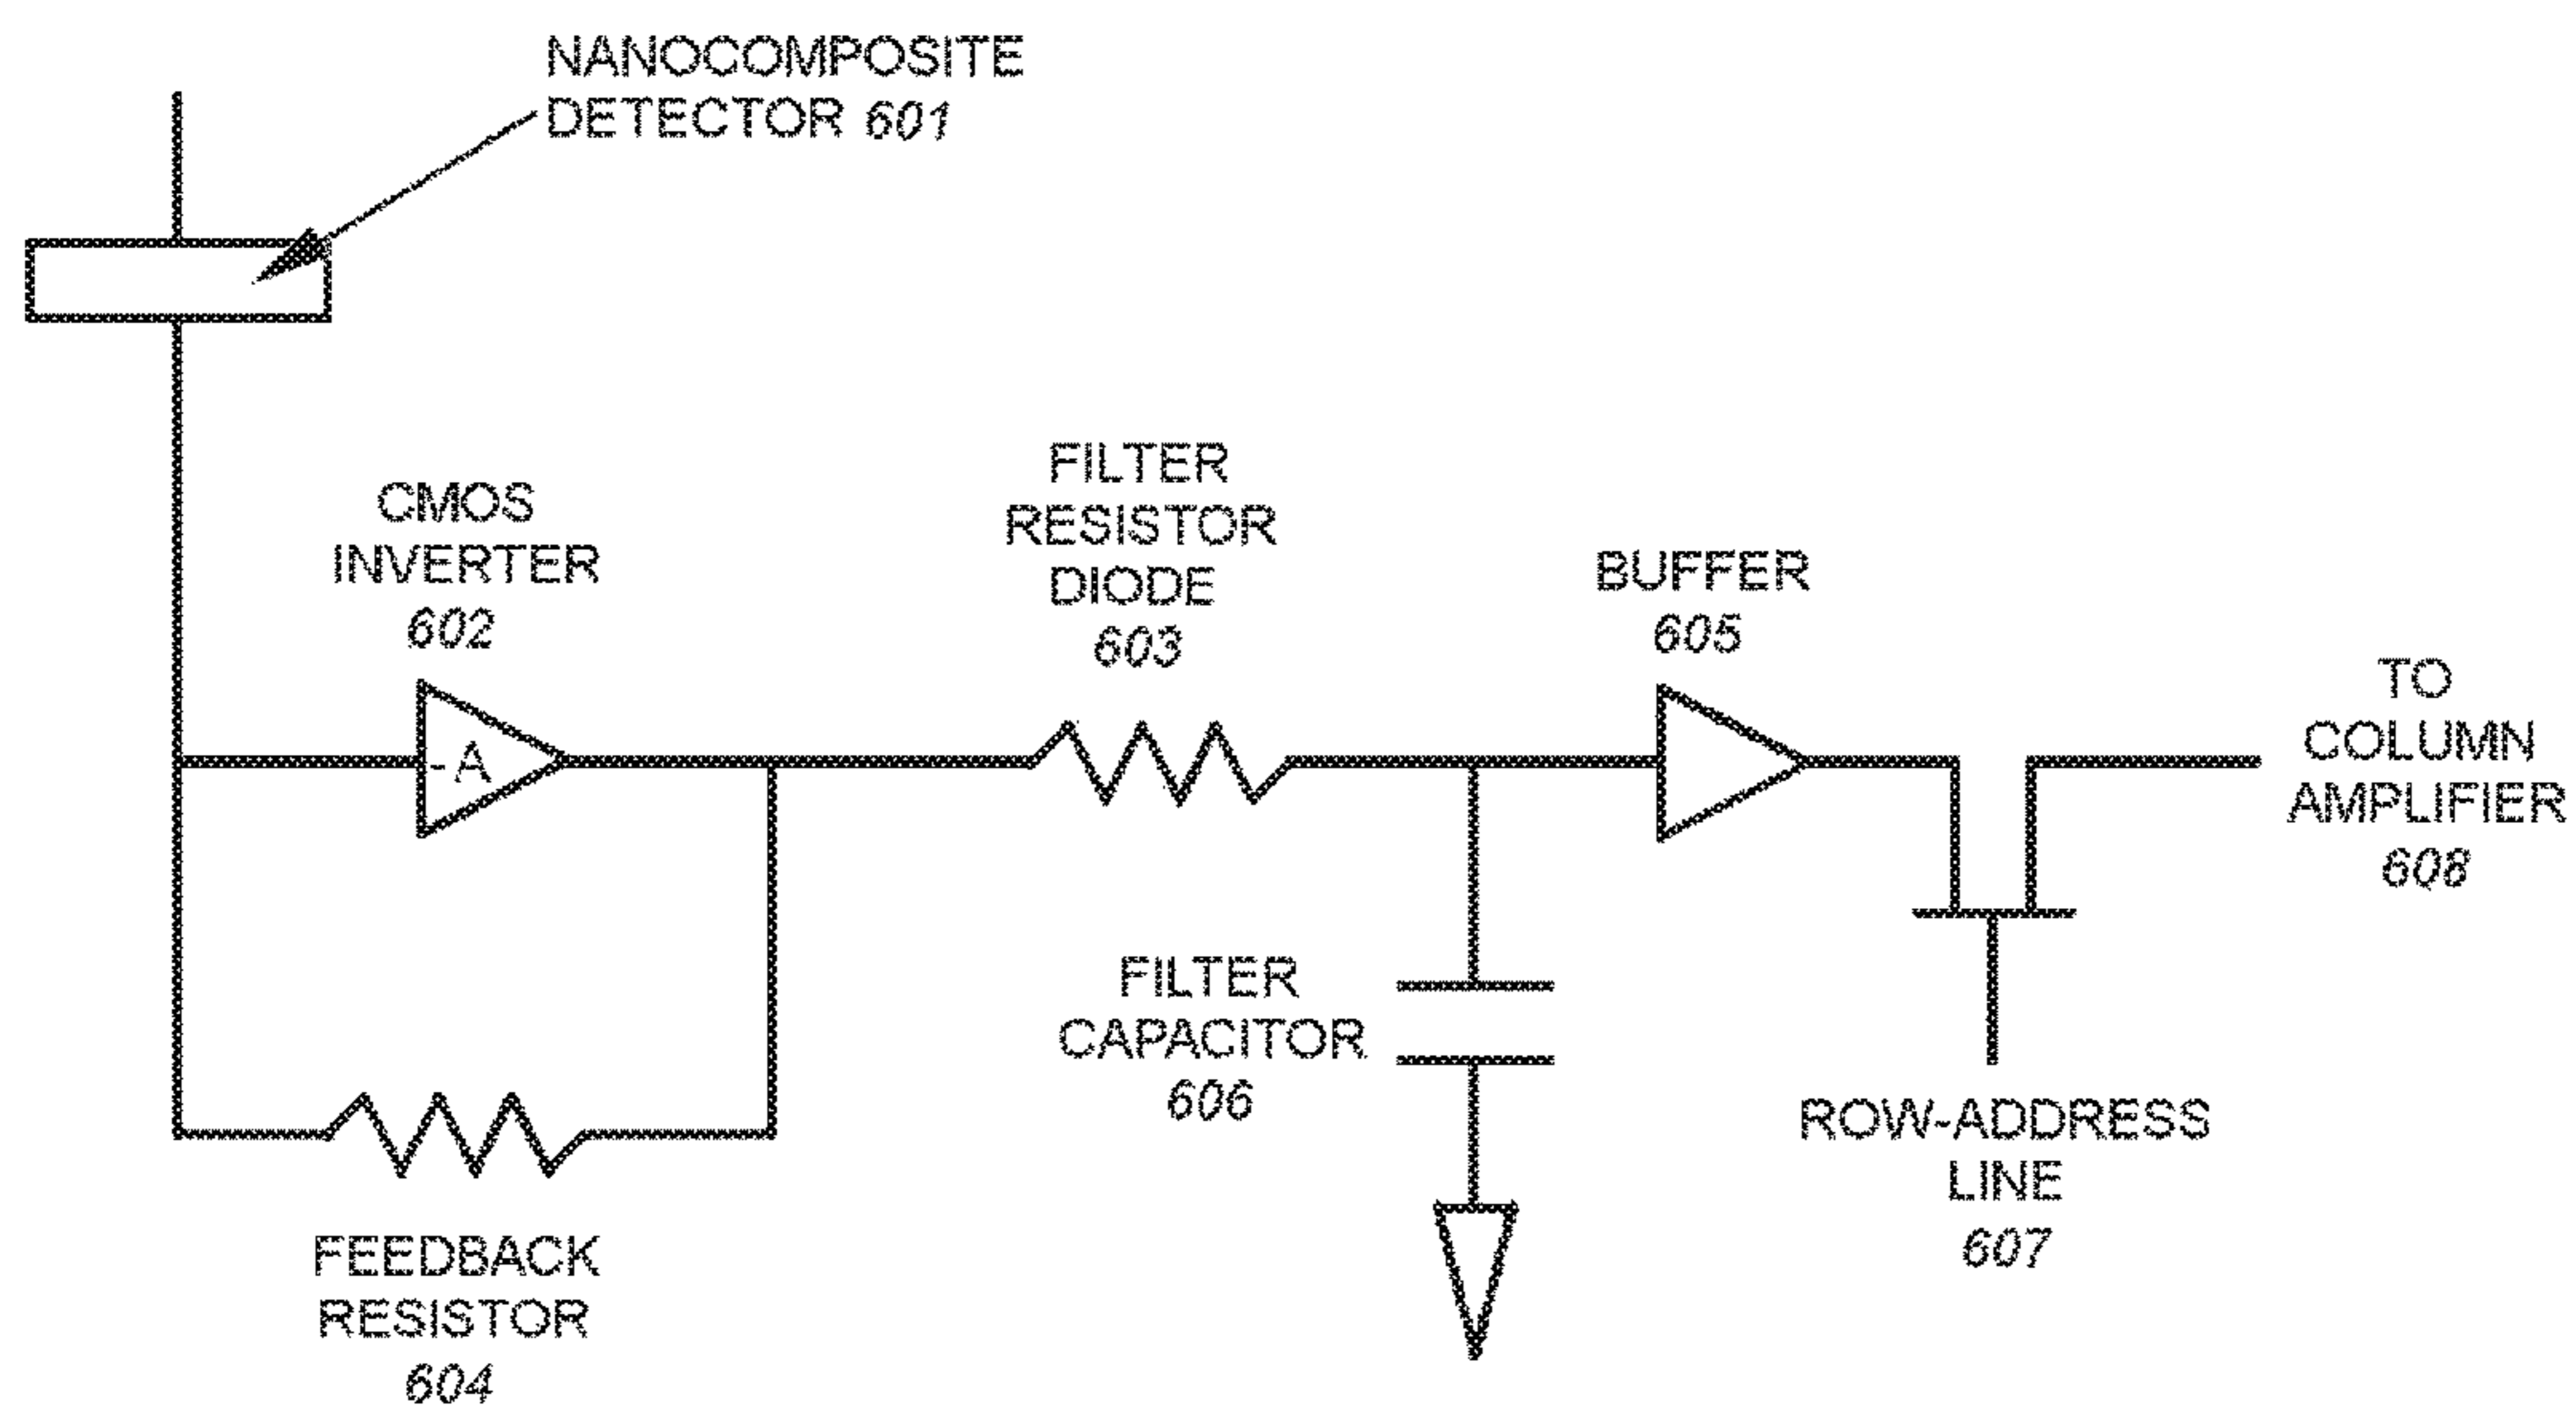 NANOCOMPOSITE
DETECTOR 601
CMOS
INVERTER
602
-A
FILTER
RESISTOR
DIODE
603
BUFFER
605
TO
COLUMN
AMPLIFIER
608
FILTER
CAPACITOR
606
ROW-ADDRESS
LINE
607
FEEDBACK
RESISTOR
604